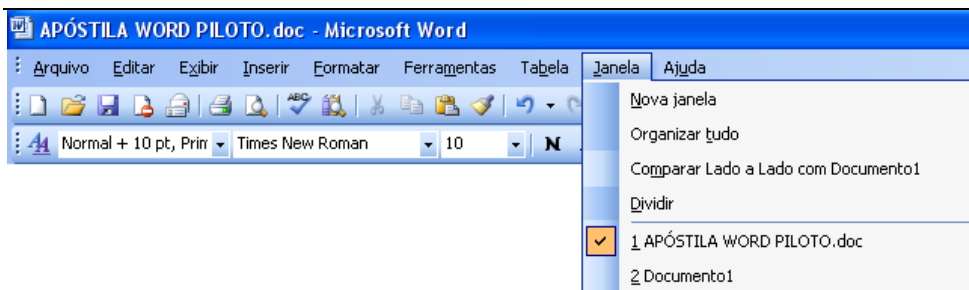 APÓSTILA WORD PILOTO.doc - Microsoft Word
Arquivo Editar Exibir Inserir Formatar Ferramentas Tabela Janela Ajuda
ABC
Normal + 10 pt, Prin Times New Roman 10 N
Nova janela
Organizar tudo
Comparar Lado a Lado com Documento1
Dividir
1 APÓSTILA WORD PILOTO.doc
2 Documento1